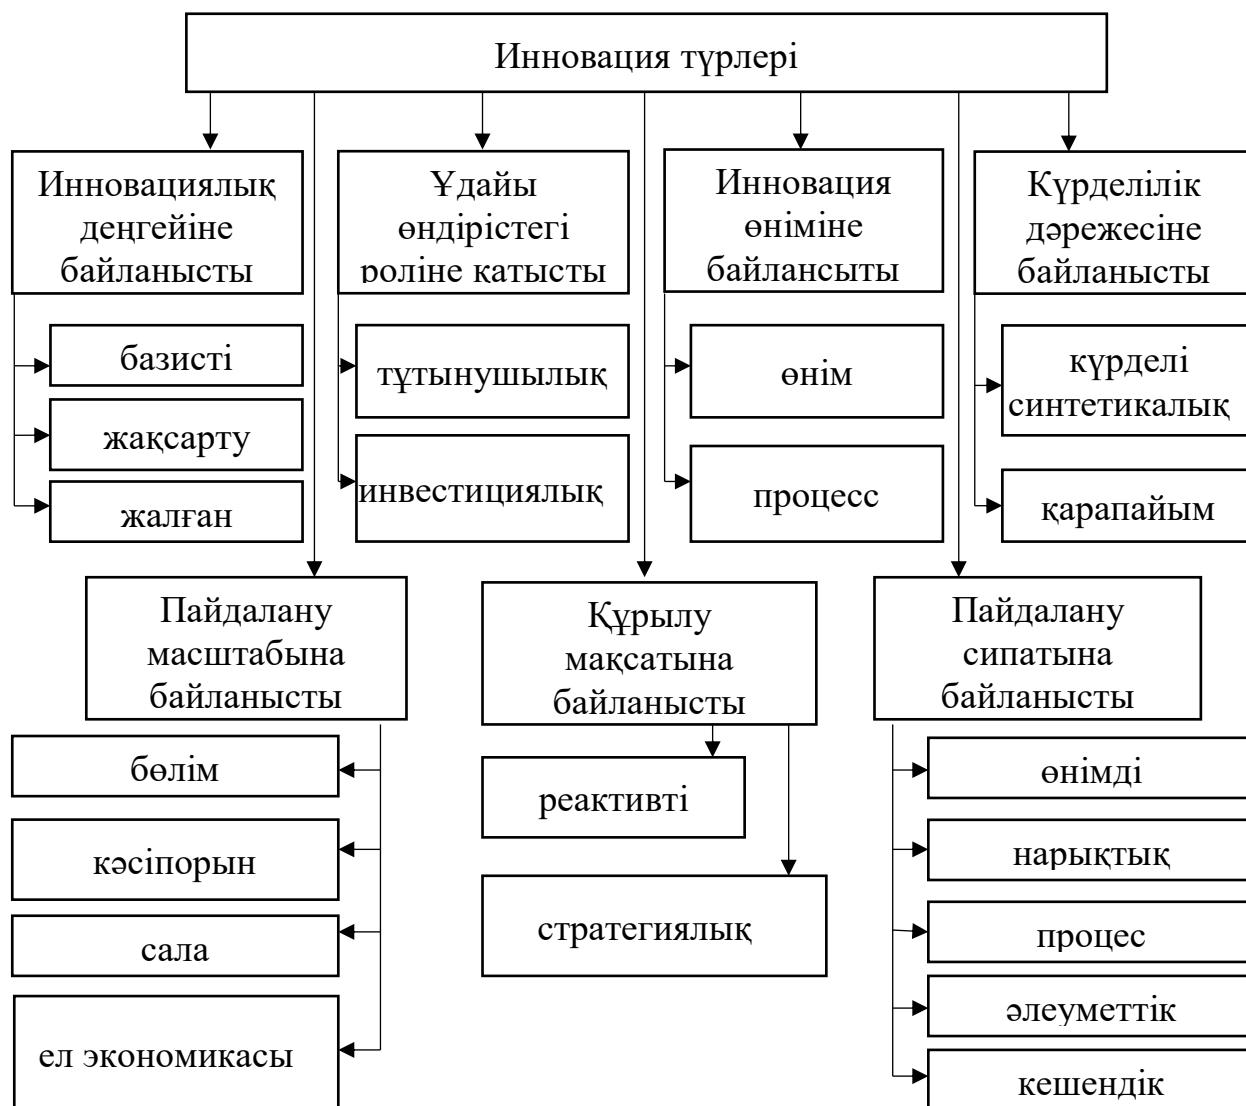 Инновация түрлері
Инновациялық
деңгейіне
байланысты
Ұдайы
өндірістегі
роліне қатысты
Инновация
өніміне
байлансыты
Күрделілік
дәрежесіне
байланысты
базисті
жақсарту
жалған
тұтынушылық
инвестициялық
өнім
процесс
күрделі
синтетикалық
қарапайым
Пайдалану
масштабына
байланысты
Құрылу
мақсатына
байланысты
Пайдалану
сипатына
байланысты
бөлім
кәсіпорын
сала
ел экономикасы
реактивті
стратегиялық
өнімді
нарықтық
процес
әлеуметтік
кешендік